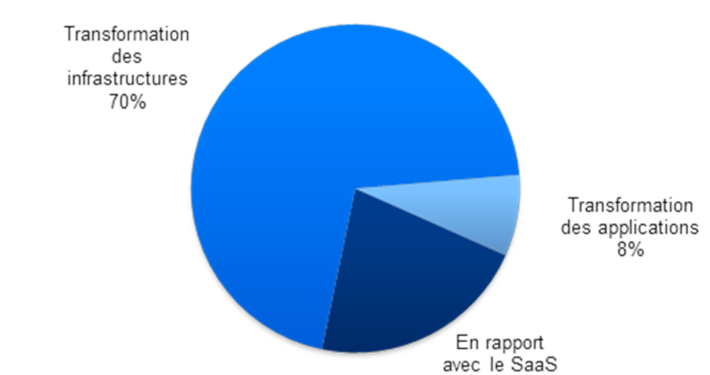 Transformation
des
infrastructures
70%
Transformation
des applications
8%
En rapport
avec le SaaS